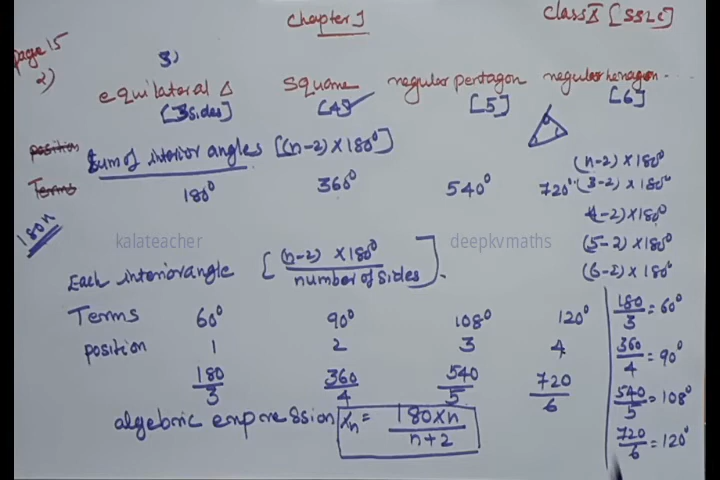 Chapter 1 Class X [SSLC]
page 15
2) 3)
equilateral Δ square regular pentagon regular hexagon.
[3 sides] [4] [5] [6]
position
Sum of interior angles [(n-2) × 180°]
Terms 180° 360° 540° 720°
180n
(n-2) × 180°
(3-2) × 180°
4-2) × 180°
(5-2) × 180°
(6-2) × 180°
kalateacher deepkvmaths
Each interior angle [(n-2) × 180° / number of sides].
Terms 60° 90° 108° 120°
position 1 2 3 4
180/3 360/4 540/5 720/6
algebric expression xn = 180×n / n+2
180/3 = 60°
360/4 = 90°
540/5 = 108°
720/6 = 120°